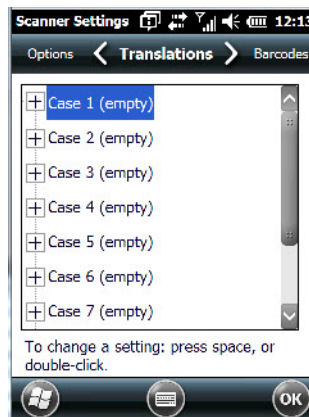 Scanner Settings 12:13
Options Translations Barcodes
Case 1 (empty)
Case 2 (empty)
Case 3 (empty)
Case 4 (empty)
Case 5 (empty)
Case 6 (empty)
Case 7 (empty)
To change a setting: press space, or
double-click.
OK